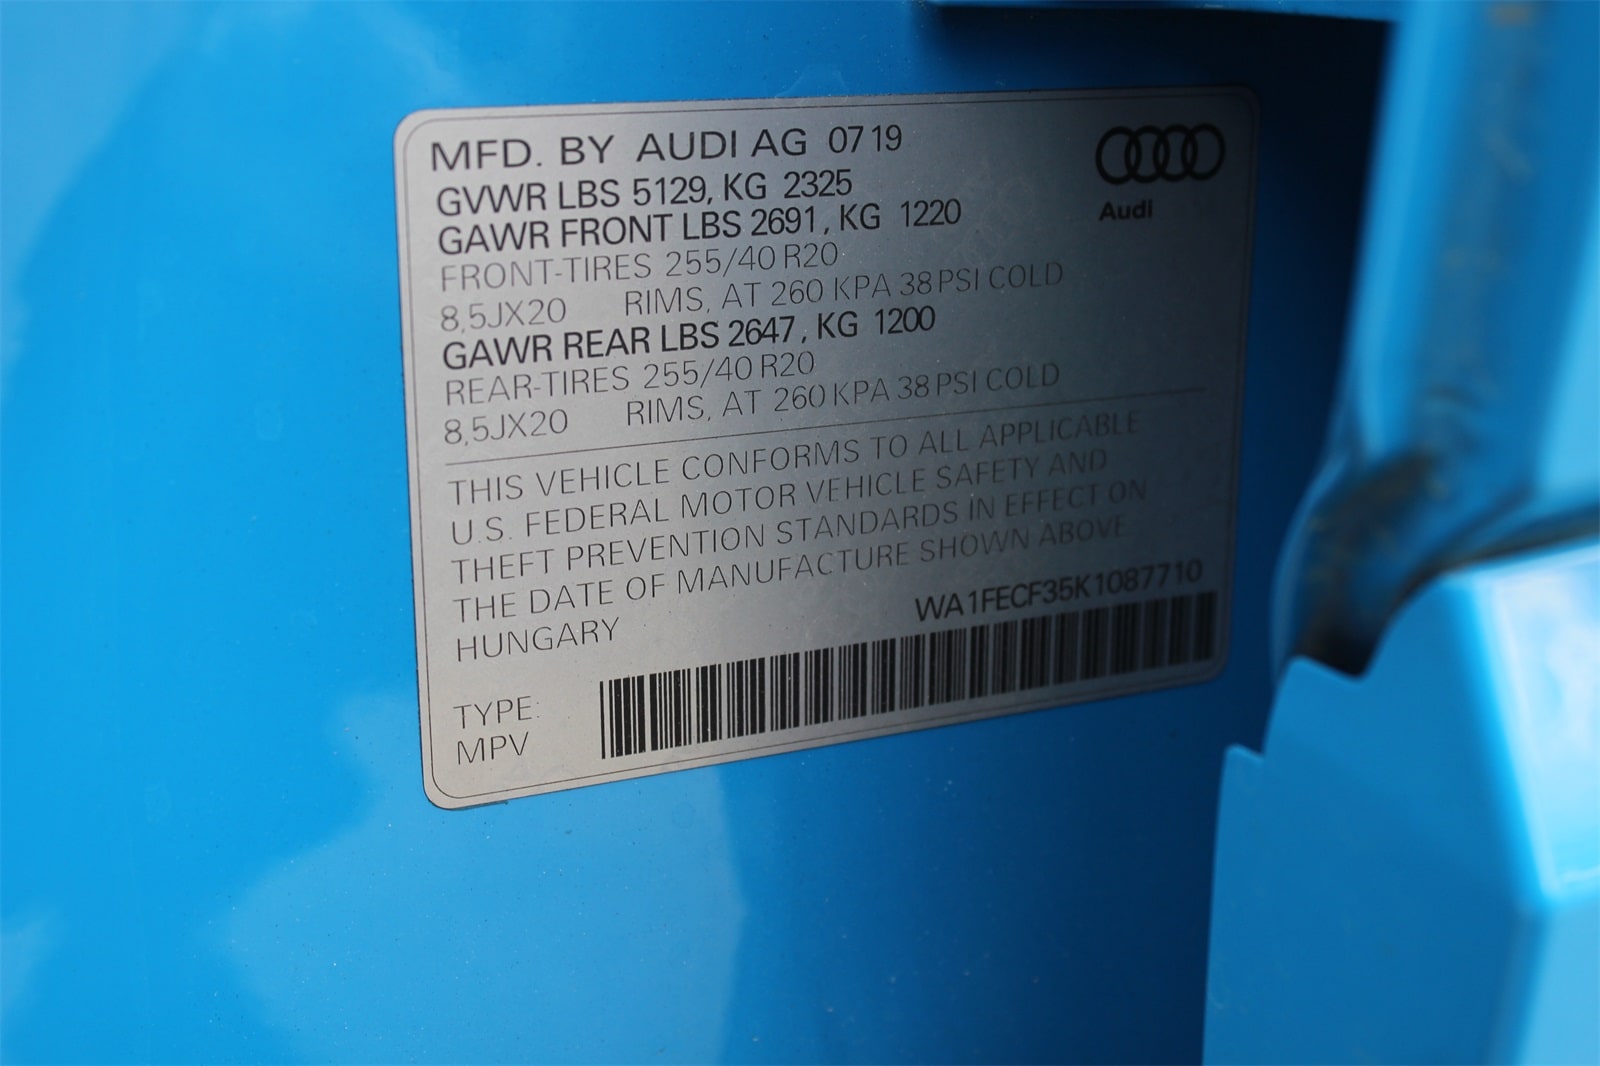 MFD. BY AUDI AG 0719
GVWR LBS 5129, KG 2325
GAWR FRONT LBS 2691, KG 1220
FRONT-TIRES 255/40 R20
8,5JX20 RIMS, AT 260 KPA 38 PSI COLD
GAWR REAR LBS 2647, KG 1200
REAR-TIRES 255/40 R20
8,5JX20 RIMS, AT 260 KPA 38 PSI COLD
Audi
THIS VEHICLE CONFORMS TO ALL APPLICABLE
U.S. FEDERAL MOTOR VEHICLE SAFETY AND
THEFT PREVENTION STANDARDS IN EFFECT ON
THE DATE OF MANUFACTURE SHOWN ABOVE
HUNGARY
WA1FECF35K1087710
TYPE:
MPV